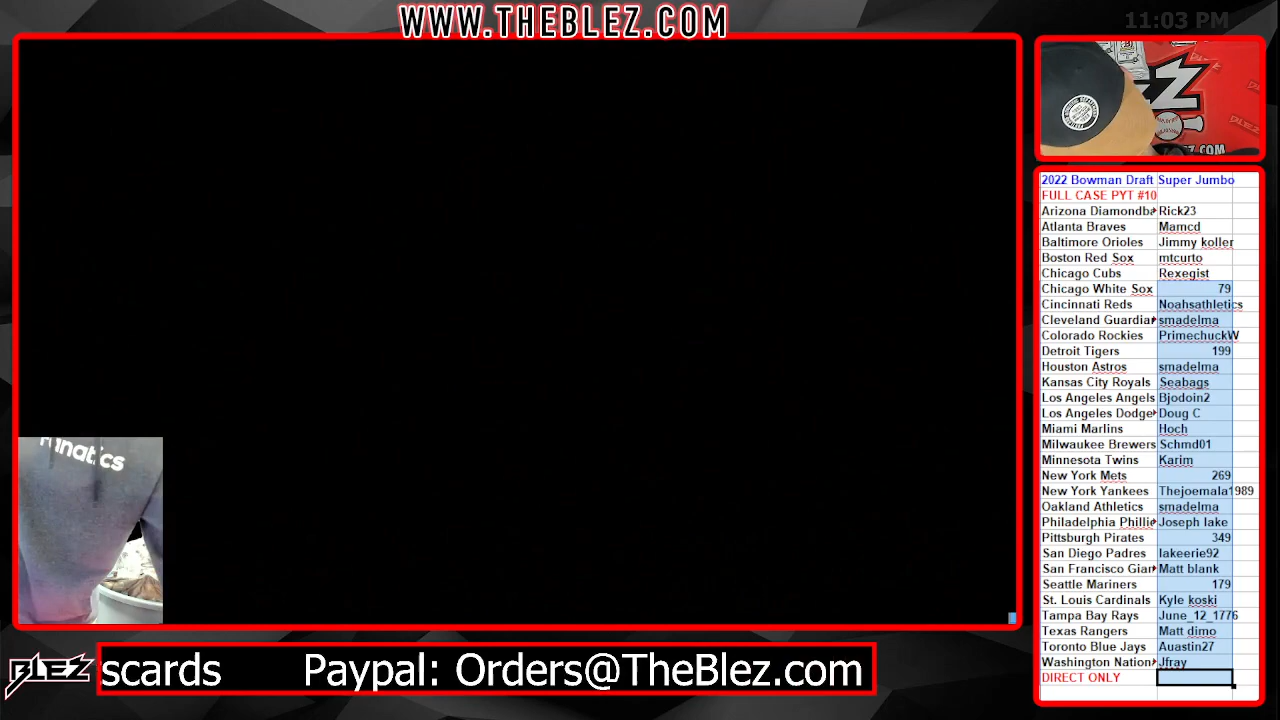 WWW.THEBLEZ.COM
11:03 PM
2022 Bowman Draft Super Jumbo
FULL CASE PYT #10
Arizona Diamondba Rick23
Atlanta Braves Mamcd
Baltimore Orioles Jimmy koller
Boston Red Sox mtcurto
Chicago Cubs Rexegist
Chicago White Sox 79
Cincinnati Reds Noahsathletics
Cleveland Guardian smadelma
Colorado Rockies PrimechuckW
Detroit Tigers 199
Houston Astros smadelma
Kansas City Royals Seabags
Los Angeles Angels Bjodoin2
Los Angeles Dodge Doug C
Miami Marlins Hoch
Milwaukee Brewers Schmd01
Minnesota Twins Karim
New York Mets 269
New York Yankees Thejoemala1989
Oakland Athletics smadelma
Philadelphia Phillie Joseph lake
Pittsburgh Pirates 349
San Diego Padres lakeerie92
San Francisco Gian Matt blank
Seattle Mariners 179
St. Louis Cardinals Kyle koski
Tampa Bay Rays June_12_1776
Texas Rangers Matt dimo
Toronto Blue Jays Auastin27
Washington Nation Jfray
DIRECT ONLY
Fanatics
BLEZ
scards Paypal: Orders@TheBlez.com